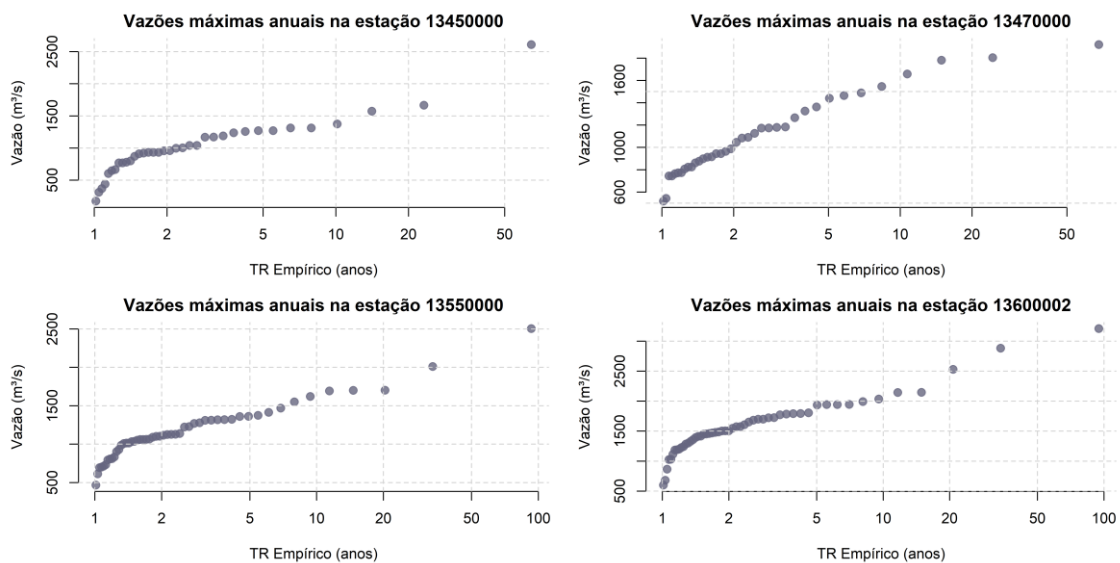 Vazões máximas anuais na estação 13450000
Vazão (m³/s)
2500
1500
500
1 2 5 10 20 50
TR Empírico (anos)
Vazões máximas anuais na estação 13470000
Vazão (m³/s)
1600
1000
600
1 2 5 10 20 50
TR Empírico (anos)
Vazões máximas anuais na estação 13550000
Vazão (m³/s)
2500
1500
500
1 2 5 10 20 50 100
TR Empírico (anos)
Vazões máximas anuais na estação 13600002
Vazão (m³/s)
2500
1500
500
1 2 5 10 20 50 100
TR Empírico (anos)